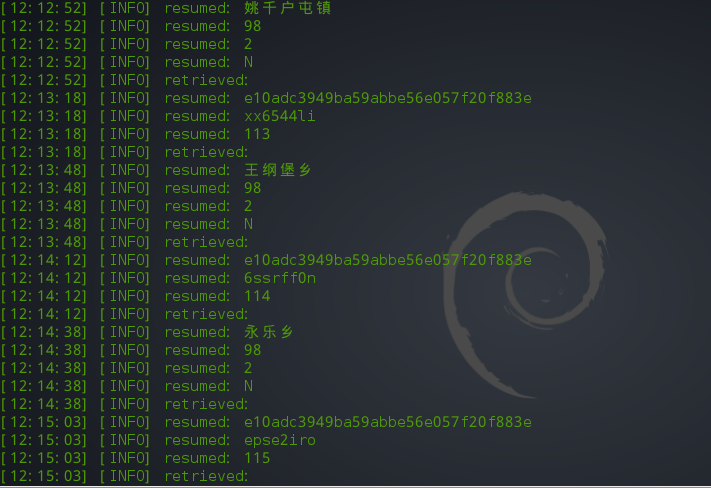 [12:12:52] [INFO] resumed: 姚千户屯镇
[12:12:52] [INFO] resumed: 98
[12:12:52] [INFO] resumed: 2
[12:12:52] [INFO] resumed: N
[12:12:52] [INFO] retrieved:
[12:13:18] [INFO] resumed: e10adc3949ba59abbe56e057f20f883e
[12:13:18] [INFO] resumed: xx6544li
[12:13:18] [INFO] resumed: 113
[12:13:18] [INFO] retrieved:
[12:13:48] [INFO] resumed: 王纲堡乡
[12:13:48] [INFO] resumed: 98
[12:13:48] [INFO] resumed: 2
[12:13:48] [INFO] resumed: N
[12:13:48] [INFO] retrieved:
[12:14:12] [INFO] resumed: e10adc3949ba59abbe56e057f20f883e
[12:14:12] [INFO] resumed: 6ssrff0n
[12:14:12] [INFO] resumed: 114
[12:14:12] [INFO] retrieved:
[12:14:38] [INFO] resumed: 永乐乡
[12:14:38] [INFO] resumed: 98
[12:14:38] [INFO] resumed: 2
[12:14:38] [INFO] resumed: N
[12:14:38] [INFO] retrieved:
[12:15:03] [INFO] resumed: e10adc3949ba59abbe56e057f20f883e
[12:15:03] [INFO] resumed: epse2iro
[12:15:03] [INFO] resumed: 115
[12:15:03] [INFO] retrieved: